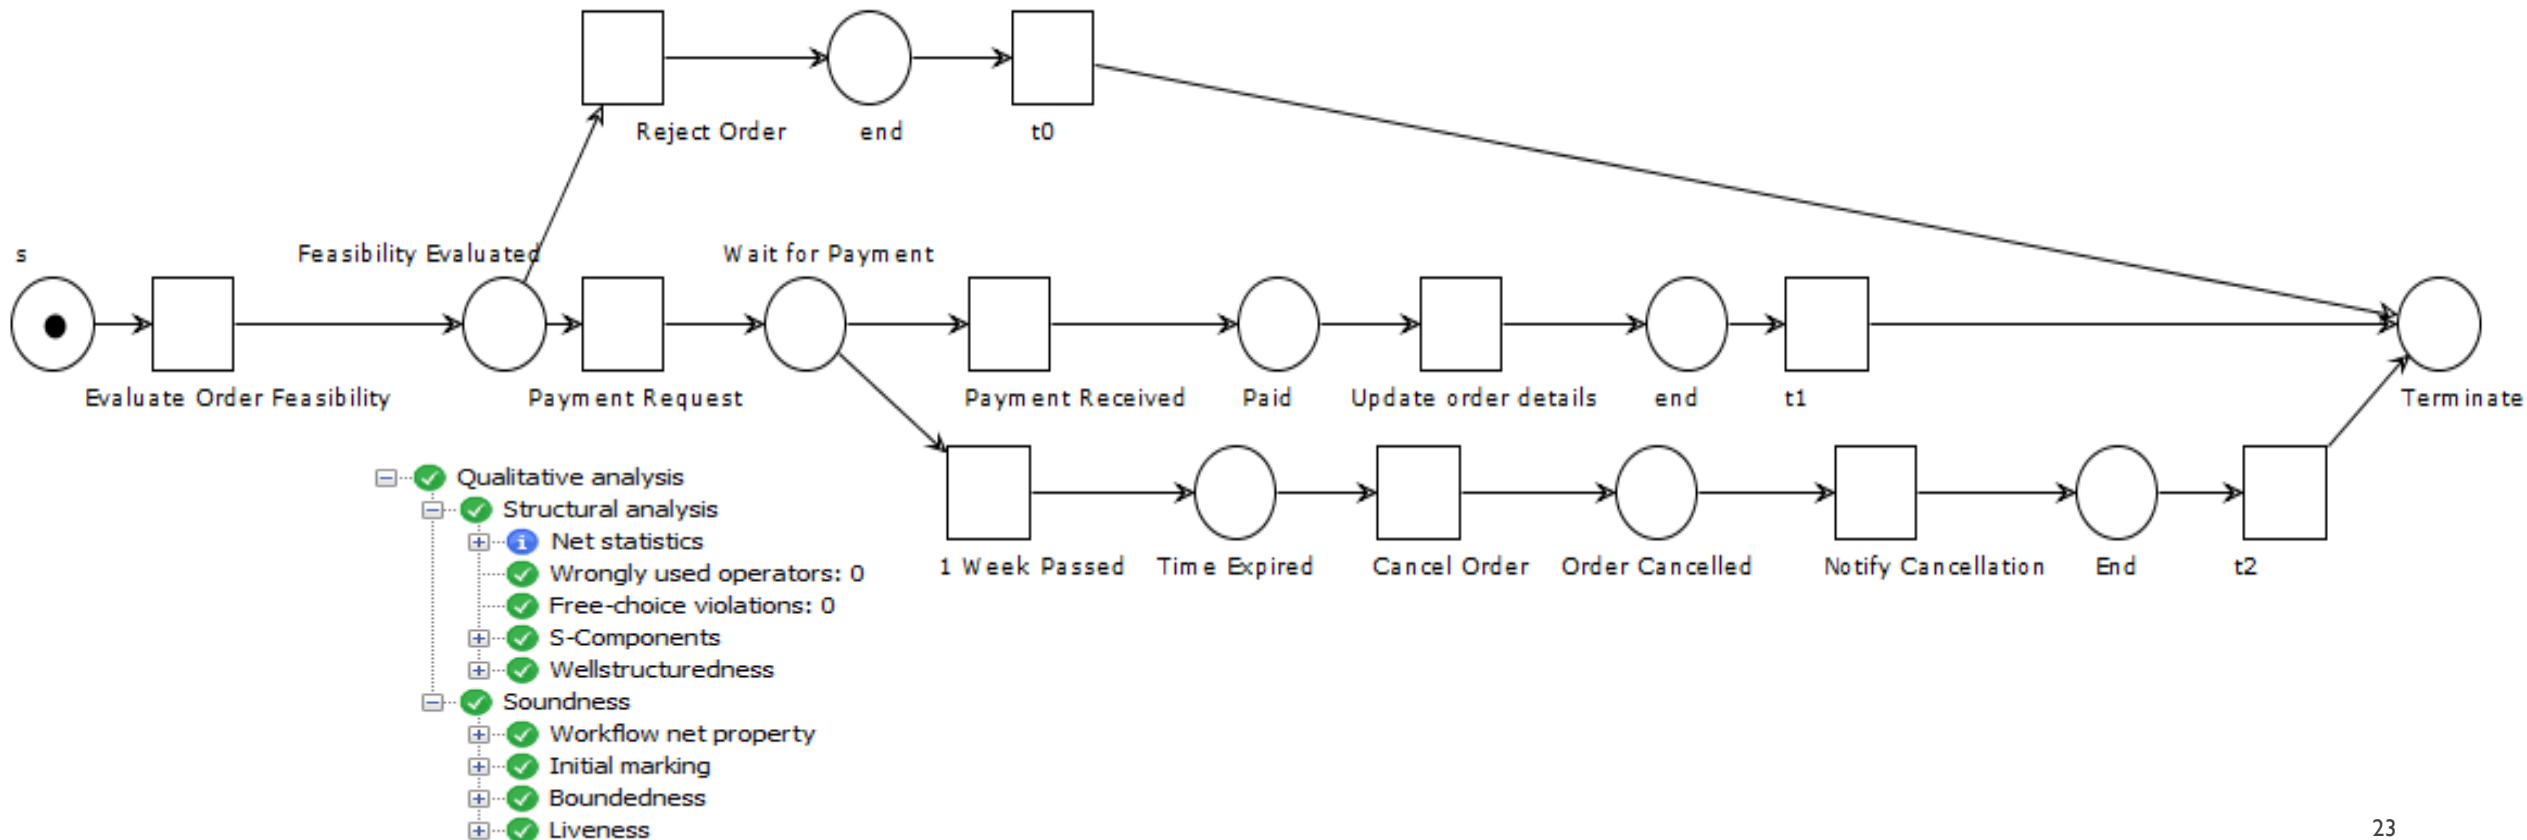 Reject Order
end
t0
s
Feasibility Evaluated
Wait for Payment
Evaluate Order Feasibility
Payment Request
Payment Received
Paid
Update order details
end
t1
Terminate
1 Week Passed
Time Expired
Cancel Order
Order Cancelled
Notify Cancellation
End
t2
Qualitative analysis
Structural analysis
i Net statistics
Wrongly used operators: 0
Free-choice violations: 0
S-Components
Wellstructuredness
Soundness
Workflow net property
Initial marking
Boundedness
Liveness
23